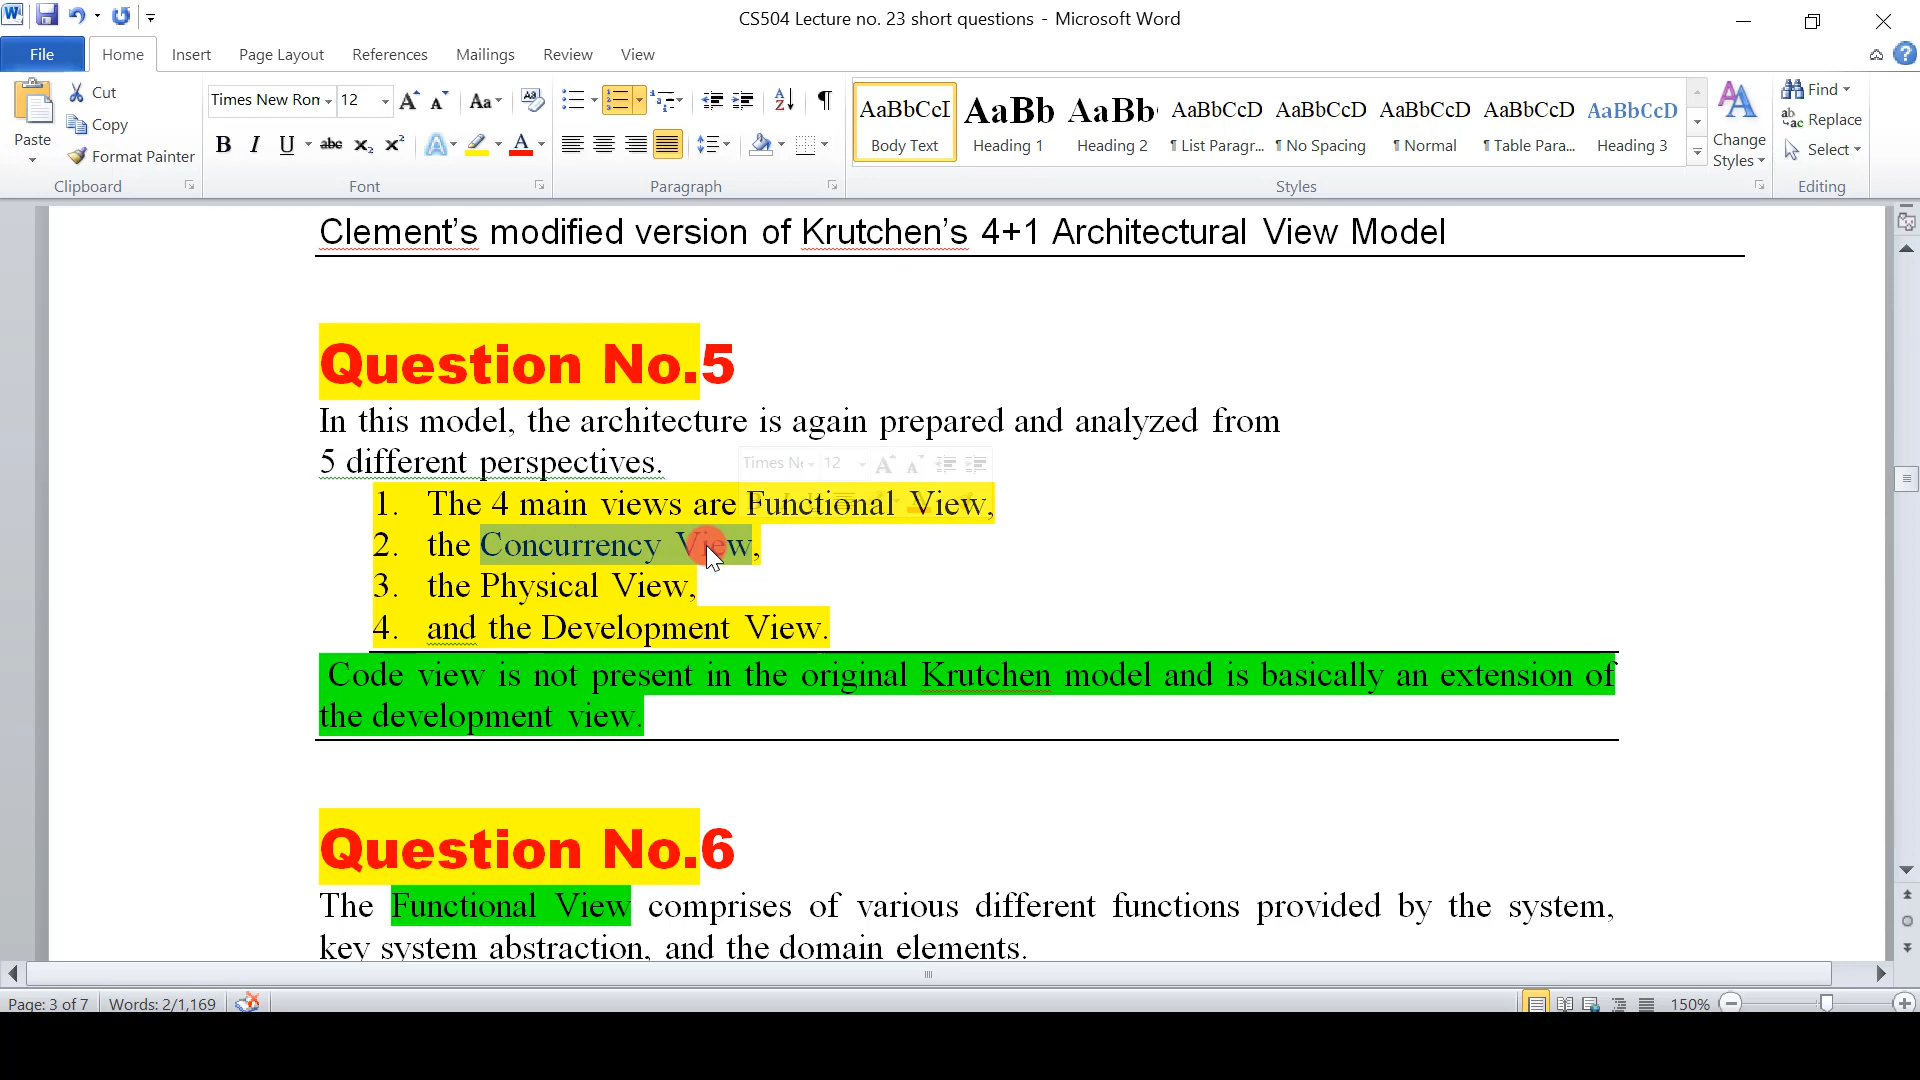 CS504 Lecture no. 23 short questions - Microsoft Word
File Home Insert Page Layout References Mailings Review View
Paste
Cut
Copy
Format Painter
Clipboard
Times New Ron 12
Font
Paragraph
AaBbCcI AaBb AaBb AaBbCcD AaBbCcD AaBbCcD AaBbCcD AaBbCcD
Body Text Heading 1 Heading 2 ¶ List Paragr... ¶ No Spacing ¶ Normal ¶ Table Para... Heading 3
Change
Styles
Styles
Find
Replace
Select
Editing
Clement’s modified version of Krutchen’s 4+1 Architectural View Model
Question No.5
In this model, the architecture is again prepared and analyzed from
5 different perspectives.
Times Ne 12
1. The 4 main views are Functional View,
2. the Concurrency View,
3. the Physical View,
4. and the Development View.
Code view is not present in the original Krutchen model and is basically an extension of
the development view.
Question No.6
The Functional View comprises of various different functions provided by the system,
key system abstraction, and the domain elements.
Page: 3 of 7 Words: 2/1,169 150%